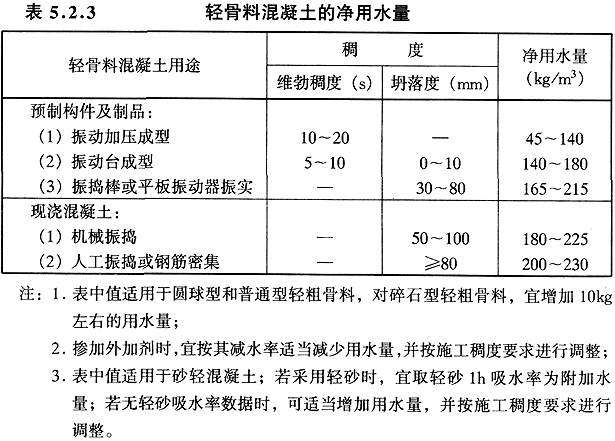 表 5.2.3 轻骨料混凝土的净用水量
轻骨料混凝土用途 稠 度 净用水量 (kg/m³)
维勃稠度 (s) 坍落度 (mm)
预制构件及制品:
(1) 振动加压成型 10~20 — 45~140
(2) 振动台成型 5~10 0~10 140~180
(3) 振捣棒或平板振动器振实 — 30~80 165~215
现浇混凝土:
(1) 机械振捣 — 50~100 180~225
(2) 人工振捣或钢筋密集 — ≥80 200~230
注: 1. 表中值适用于圆球型和普通型轻粗骨料，对碎石型轻粗骨料，宜增加 10kg
左右的用水量；
2. 掺加外加剂时，宜按其减水率适当减少用水量，并按施工稠度要求进行调整；
3. 表中值适用于砂轻混凝土；若采用轻砂时，宜取轻砂 1h 吸水率为附加水
量；若无轻砂吸水率数据时，可适当增加用水量，并按施工稠度要求进行
调整。